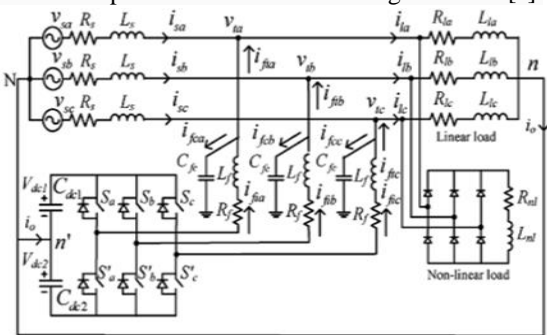 v_sa R_s L_s i_sa v_ta i_la R_la L_la
i_fta
N v_sb R_s L_s i_sb v_tb i_lb R_lb L_lb n
i_ftb
v_sc R_s L_s i_sc v_tc i_lc R_lc L_lc
i_o
Linear load
i_fca i_fcb i_fcc i_ftc
C_fc L_f C_fc L_f C_fc L_f
V_dc1 C_dc1 S_a S_b S_c R_f i_fia R_f i_fib R_f i_fic
R_nl
i_o n'
L_nl
V_dc2 C_dc2 S'_a S'_b S'_c
Non-linear load